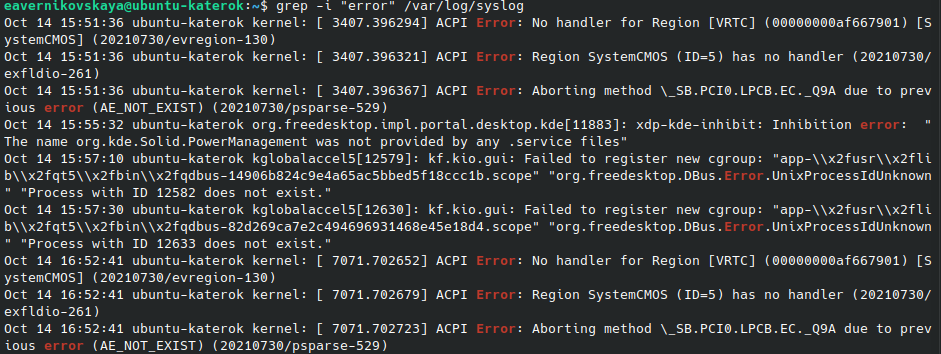 eavernikovskaya@ubuntu-katerok:~$ grep -i "error" /var/log/syslog
Oct 14 15:51:36 ubuntu-katerok kernel: [ 3407.396294] ACPI Error: No handler for Region [VRTC] (00000000af667901) [S
ystemCMOS] (20210730/evregion-130)
Oct 14 15:51:36 ubuntu-katerok kernel: [ 3407.396321] ACPI Error: Region SystemCMOS (ID=5) has no handler (20210730/
exfldio-261)
Oct 14 15:51:36 ubuntu-katerok kernel: [ 3407.396367] ACPI Error: Aborting method \_SB.PCI0.LPCB.EC._Q9A due to prev
ious error (AE_NOT_EXIST) (20210730/psparse-529)
Oct 14 15:55:32 ubuntu-katerok org.freedesktop.impl.portal.desktop.kde[11883]: xdp-kde-inhibit: Inhibition error:  "
The name org.kde.Solid.PowerManagement was not provided by any .service files"
Oct 14 15:57:10 ubuntu-katerok kglobalaccel5[12579]: kf.kio.gui: Failed to register new cgroup: "app-\\x2fusr\\x2fli
b\\x2fqt5\\x2fbin\\x2fqdbus-14906b824c9e4a65ac5bbed5f18ccc1b.scope" "org.freedesktop.DBus.Error.UnixProcessIdUnknown
" "Process with ID 12582 does not exist."
Oct 14 15:57:30 ubuntu-katerok kglobalaccel5[12630]: kf.kio.gui: Failed to register new cgroup: "app-\\x2fusr\\x2fli
b\\x2fqt5\\x2fbin\\x2fqdbus-82d269ca7e2c494696931468e45e18d4.scope" "org.freedesktop.DBus.Error.UnixProcessIdUnknown
" "Process with ID 12633 does not exist."
Oct 14 16:52:41 ubuntu-katerok kernel: [ 7071.702652] ACPI Error: No handler for Region [VRTC] (00000000af667901) [S
ystemCMOS] (20210730/evregion-130)
Oct 14 16:52:41 ubuntu-katerok kernel: [ 7071.702679] ACPI Error: Region SystemCMOS (ID=5) has no handler (20210730/
exfldio-261)
Oct 14 16:52:41 ubuntu-katerok kernel: [ 7071.702723] ACPI Error: Aborting method \_SB.PCI0.LPCB.EC._Q9A due to prev
ious error (AE_NOT_EXIST) (20210730/psparse-529)